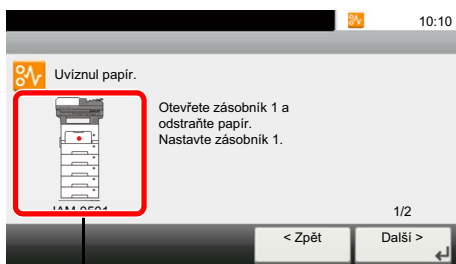 10:10
Uvíznul papír.
Otevřete zásobník 1 a
odstraňte papír.
Nastavte zásobník 1.
1/2
< Zpět
Další >